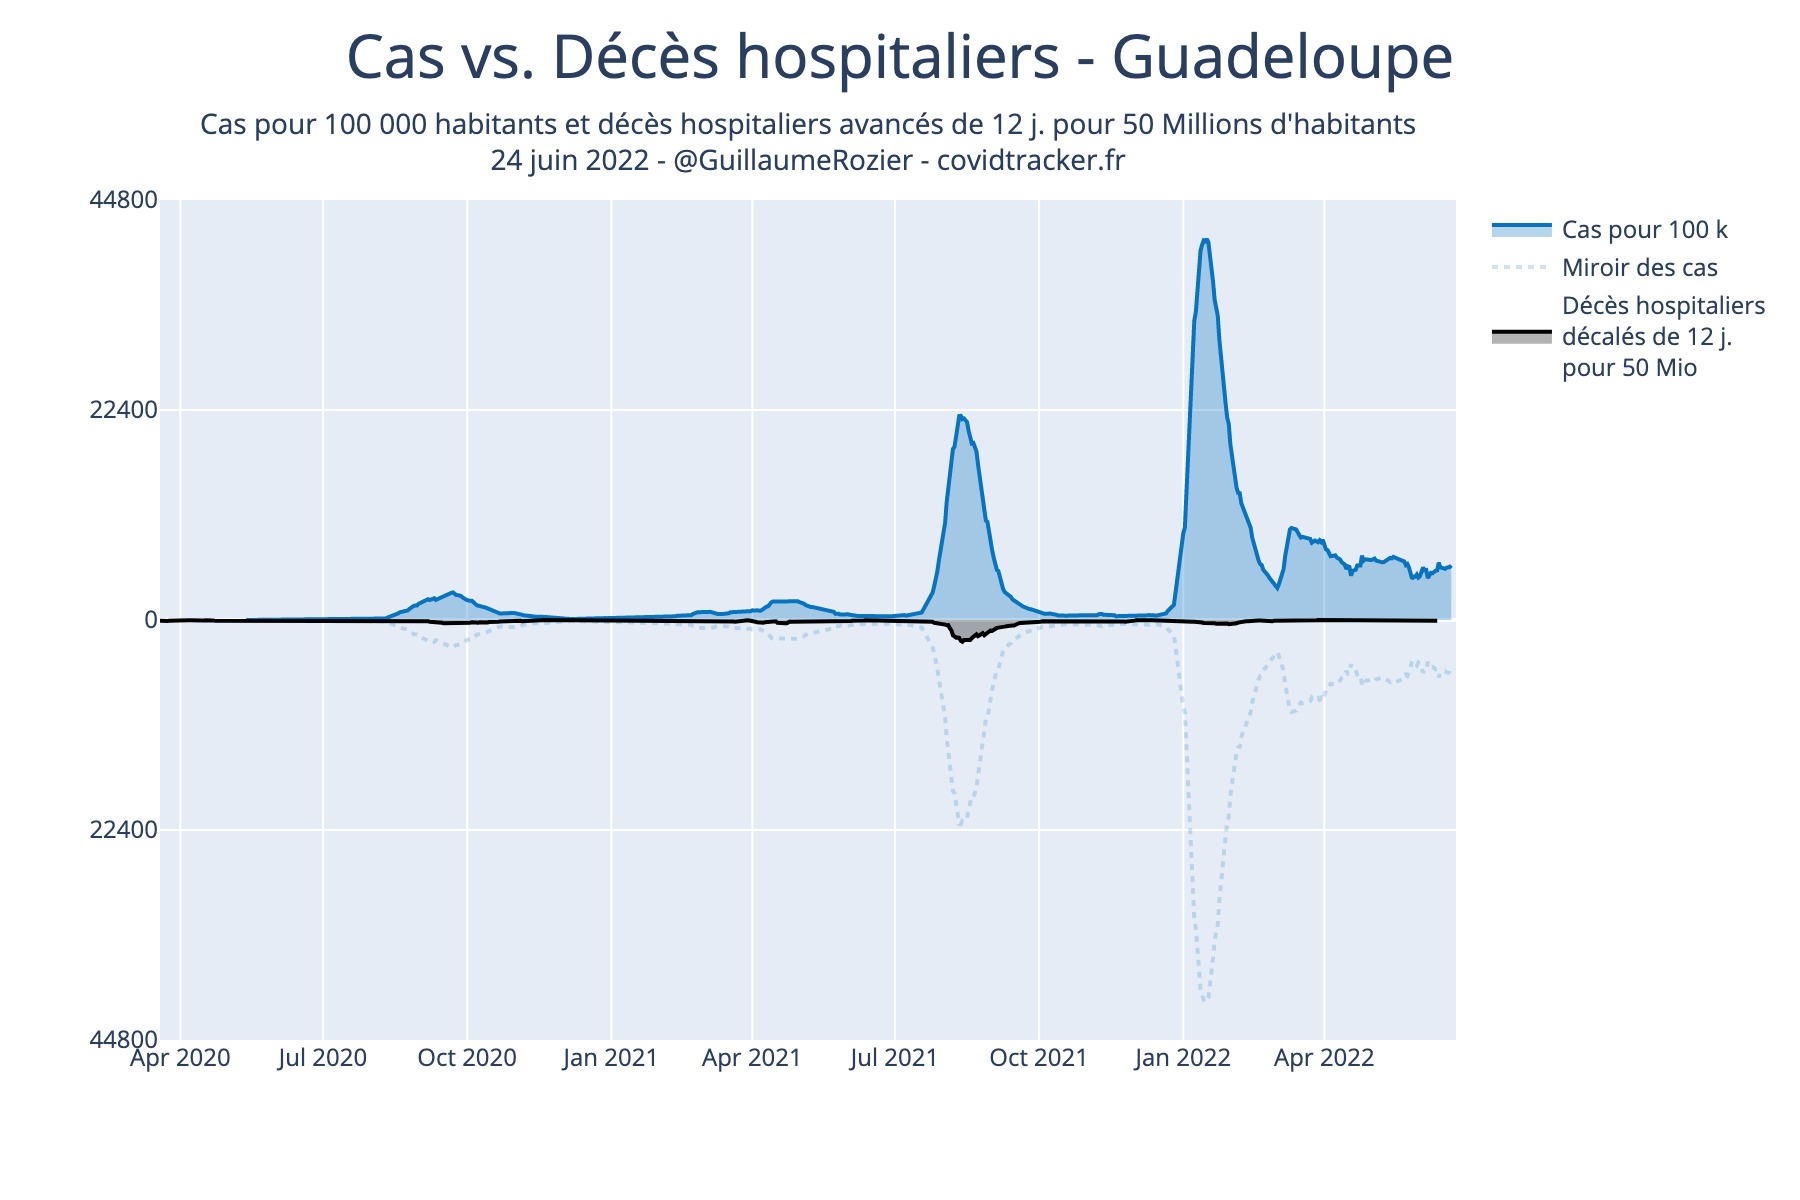 Cas vs. Décès hospitaliers - Guadeloupe
Cas pour 100 000 habitants et décès hospitaliers avancés de 12 j. pour 50 Millions d'habitants
24 juin 2022 - @GuillaumeRozier - covidtracker.fr
44800
22400
0
22400
44800
Apr 2020
Jul 2020
Oct 2020
Jan 2021
Apr 2021
Jul 2021
Oct 2021
Jan 2022
Apr 2022
Cas pour 100 k
Miroir des cas
Décès hospitaliers
décalés de 12 j.
pour 50 Mio